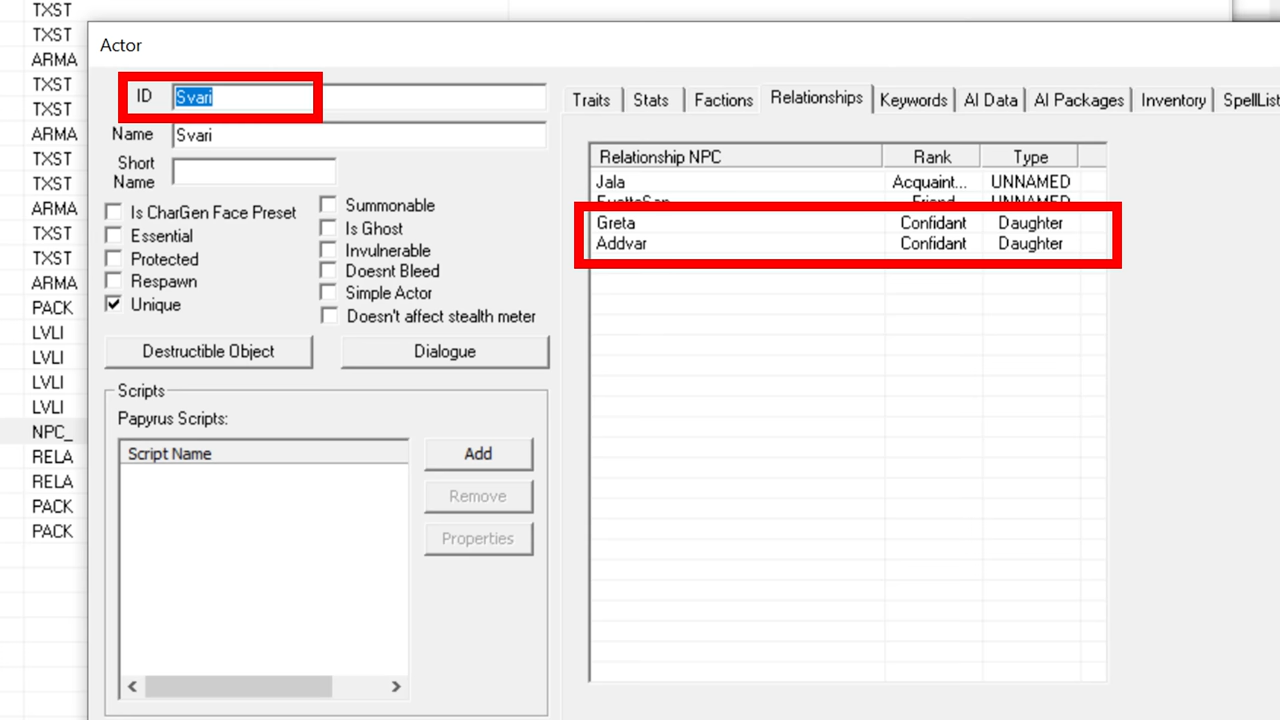 TXST
TXST
ARMA
TXST
TXST
ARMA
TXST
TXST
ARMA
TXST
TXST
ARMA
PACK
LVLI
LVLI
LVLI
LVLI
NPC_
RELA
RELA
PACK
PACK
Actor
ID Svari
Name Svari
Short Name
Is CharGen Face Preset
Essential
Protected
Respawn
Unique
Summonable
Is Ghost
Invulnerable
Doesnt Bleed
Simple Actor
Doesn't affect stealth meter
Destructible Object Dialogue
Scripts
Papyrus Scripts:
Script Name
Add
Remove
Properties
Traits Stats Factions Relationships Keywords AI Data AI Packages Inventory SpellList
Relationship NPC Rank Type
Jala Acquaint... UNNAMED
Friend UNNAMED
Greta Confidant Daughter
Addvar Confidant Daughter